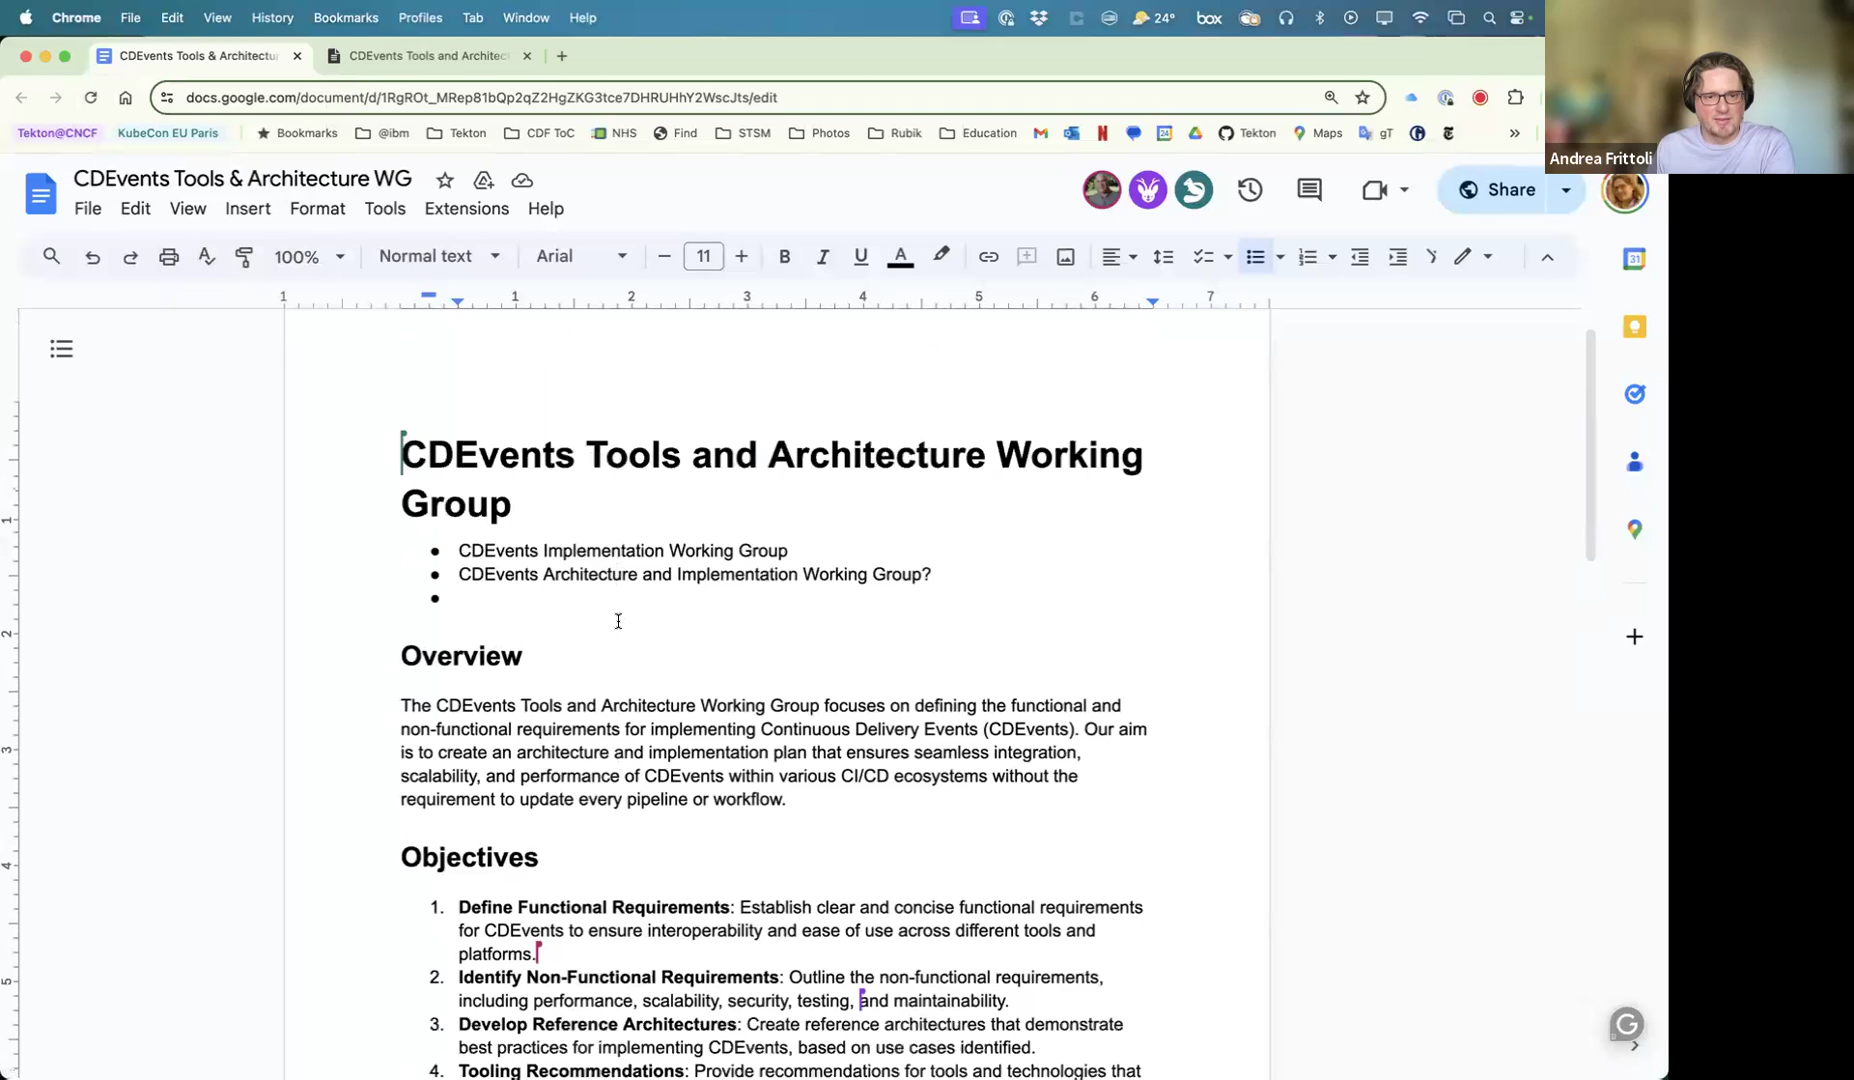 Chrome File Edit View History Bookmarks Profiles Tab Window Help 24° box
CDEvents Tools & Architectu CDEvents Tools and Architec
docs.google.com/document/d/1RgROt_MRep81bQp2qZ2HgZKG3tce7DHRUHhY2WscJts/edit
Tekton@CNCF KubeCon EU Paris Bookmarks @ibm Tekton CDF ToC NHS Find STSM Photos Rubik Education Tekton Maps gT
Andrea Frittoli
CDEvents Tools & Architecture WG
Share
File Edit View Insert Format Tools Extensions Help
100% Normal text Arial 11 B I U A
1 1 2 3 4 5 6 7
CDEvents Tools and Architecture Working
Group
● CDEvents Implementation Working Group
● CDEvents Architecture and Implementation Working Group?
●
Overview
The CDEvents Tools and Architecture Working Group focuses on defining the functional and
non-functional requirements for implementing Continuous Delivery Events (CDEvents). Our aim
is to create an architecture and implementation plan that ensures seamless integration,
scalability, and performance of CDEvents within various CI/CD ecosystems without the
requirement to update every pipeline or workflow.
Objectives
1. Define Functional Requirements: Establish clear and concise functional requirements
for CDEvents to ensure interoperability and ease of use across different tools and
platforms.
2. Identify Non-Functional Requirements: Outline the non-functional requirements,
including performance, scalability, security, testing, and maintainability.
3. Develop Reference Architectures: Create reference architectures that demonstrate
best practices for implementing CDEvents, based on use cases identified.
4. Tooling Recommendations: Provide recommendations for tools and technologies that